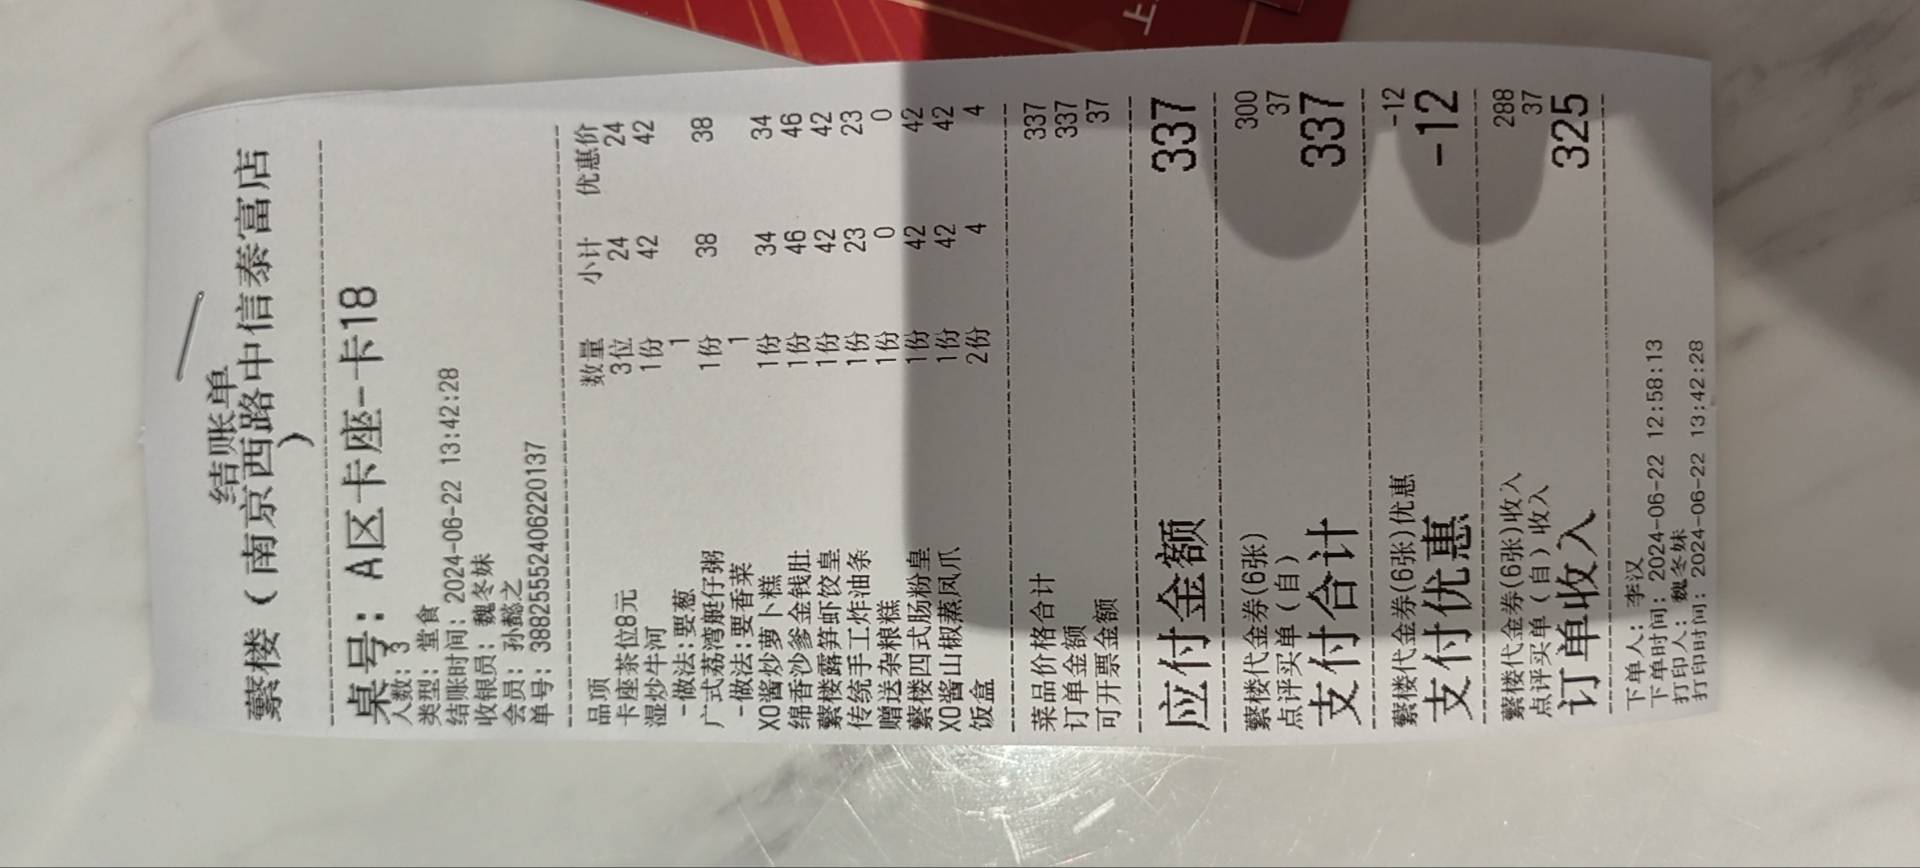 结账单
蘩楼（南京西路中信泰富店
）
桌号：A区卡座-卡18
人数：3
类型：堂食
结账时间：2024-06-22 13:42:28
收银员：魏冬妹
会员：孙懿之
单号：38825552406220137
品项 数量 小计 优惠价
卡座茶位8元 3位 24 24
湿炒牛河 1份 42 42
-做法:要葱 1
广式荔湾艇仔粥 1份 38 38
-做法:要香菜 1
XO酱炒萝卜糕 1份 34 34
绵香沙爹金钱肚 1份 46 46
蘩楼露笋虾饺皇 1份 42 42
传统手工炸油条 1份 23 23
赠送杂粮糕 1份 0 0
蘩楼四式肠粉皇 1份 42 42
XO酱山椒蒸凤爪 1份 42 42
饭盒 2份 4 4
菜品价格合计 337
订单金额 337
可开票金额 37
应付金额 337
蘩楼代金券(6张) 300
点评买单（自） 37
支付合计 337
蘩楼代金券(6张)优惠 -12
支付优惠 -12
蘩楼代金券(6张)收入 288
点评买单（自）收入 37
订单收入 325
下单人：李汉
下单时间：2024-06-22 12:58:13
打印人：魏冬妹
打印时间：2024-06-22 13:42:28